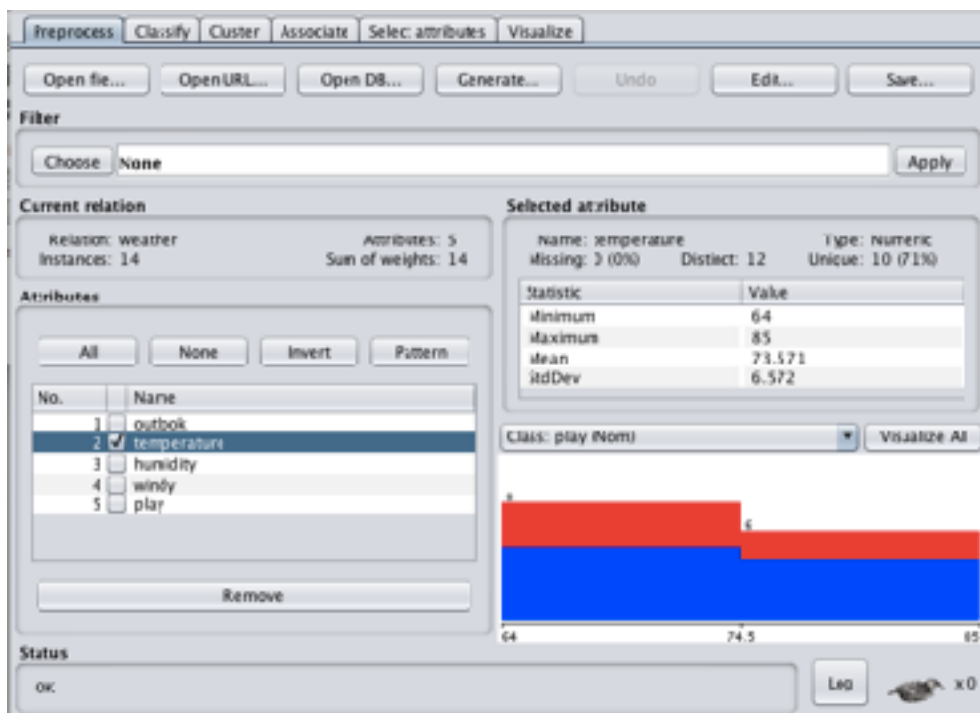 Preprocess Classify Cluster Associate Select attributes Visualize
Open file... Open URL... Open DB... Generate... Undo Edit... Save...
Filter
Choose None Apply
Current relation
Relation: weather Attributes: 5
Instances: 14 Sum of weights: 14
Selected attribute
Name: temperature Type: Numeric
Missing: 0 (0%) Distinct: 12 Unique: 10 (71%)
Statistic Value
Minimum 64
Maximum 85
Mean 73.571
StdDev 6.572
Attributes
All None Invert Pattern
No. Name
1 outlook
2 temperature
3 humidity
4 windy
5 play
Remove
Class: play (Nom) Visualize All
8
6
64 74.5 85
Status
OK
Log x 0